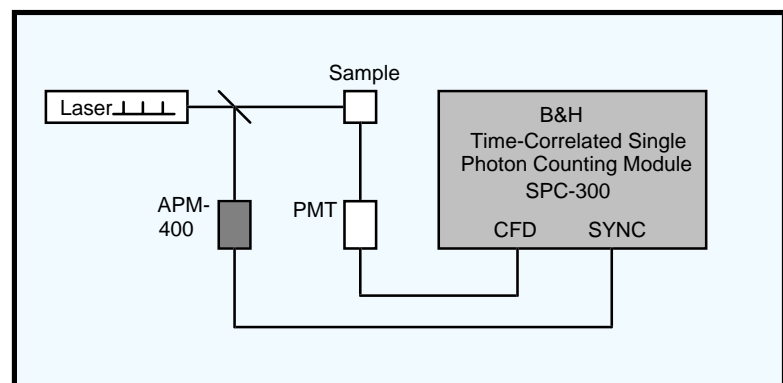 Sample
Laser
B&H
Time-Correlated Single
Photon Counting Module
SPC-300
APM-
400
PMT
CFD SYNC